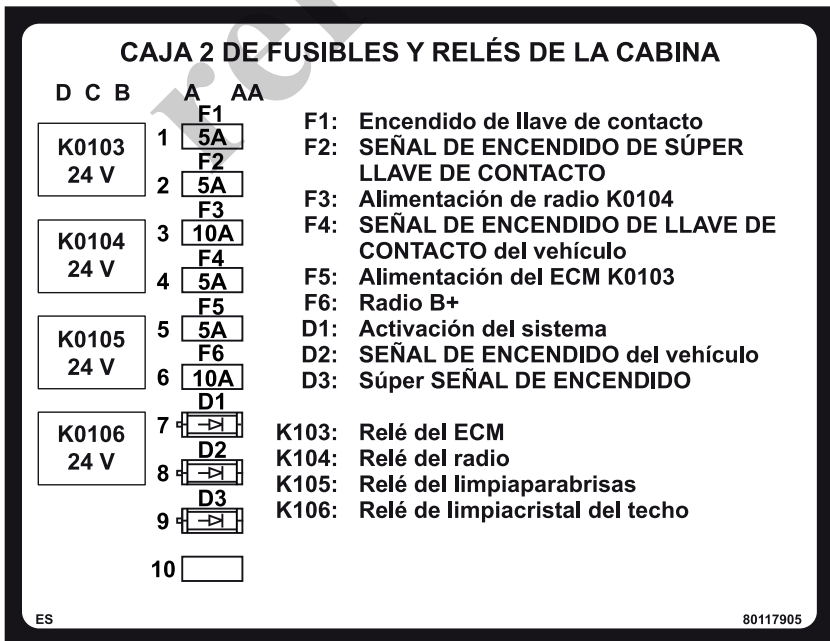 CAJA 2 DE FUSIBLES Y RELÉS DE LA CABINA
D C B A AA
K0103
24 V
K0104
24 V
K0105
24 V
K0106
24 V
F1
1 5A
F2
2 5A
F3
3 10A
F4
4 5A
F5
5 5A
F6
6 10A
D1
7
D2
8
D3
9
10
F1: Encendido de llave de contacto
F2: SEÑAL DE ENCENDIDO DE SÚPER
LLAVE DE CONTACTO
F3: Alimentación de radio K0104
F4: SEÑAL DE ENCENDIDO DE LLAVE DE
CONTACTO del vehículo
F5: Alimentación del ECM K0103
F6: Radio B+
D1: Activación del sistema
D2: SEÑAL DE ENCENDIDO del vehículo
D3: Súper SEÑAL DE ENCENDIDO
K103: Relé del ECM
K104: Relé del radio
K105: Relé del limpiaparabrisas
K106: Relé de limpiacristal del techo
ES
80117905